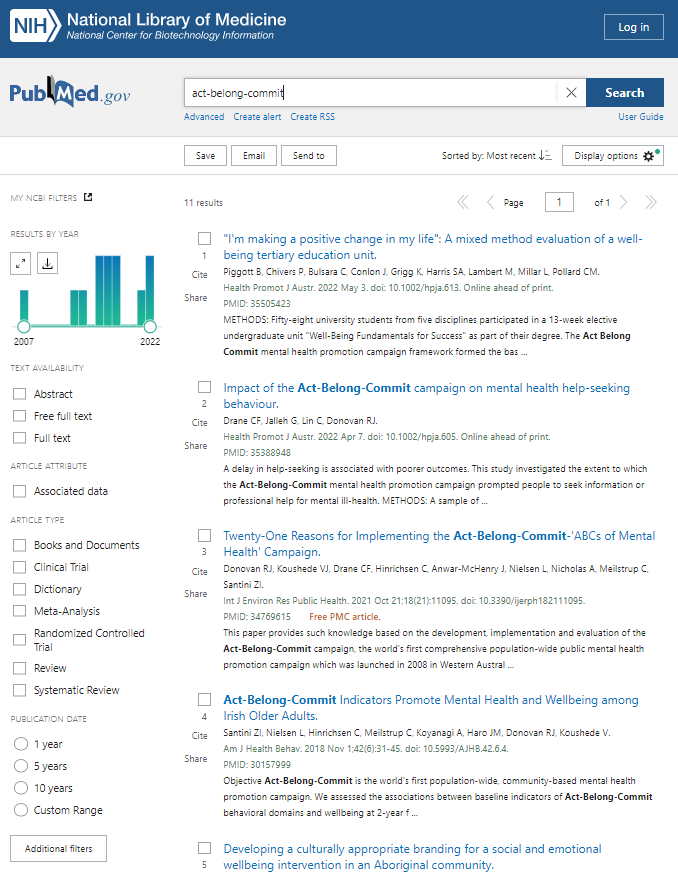 NIH National Library of Medicine
National Center for Biotechnology Information
Log in
PubMed.gov
act-belong-commit
Search
Advanced Create alert Create RSS
User Guide
Save Email Send to
Sorted by: Most recent
Display options
MY NCBI FILTERS
RESULTS BY YEAR
2007 2022
TEXT AVAILABILITY
Abstract
Free full text
Full text
ARTICLE ATTRIBUTE
Associated data
ARTICLE TYPE
Books and Documents
Clinical Trial
Dictionary
Meta-Analysis
Randomized Controlled
Trial
Review
Systematic Review
PUBLICATION DATE
1 year
5 years
10 years
Custom Range
Additional filters
11 results
Page 1 of 1
1
Cite
Share
"I'm making a positive change in my life": A mixed method evaluation of a well-
being tertiary education unit.
Piggott B, Chivers P, Bulsara C, Conlon J, Grigg K, Harris SA, Lambert M, Millar L, Pollard CM.
Health Promot J Austr. 2022 May 3. doi: 10.1002/hpja.613. Online ahead of print.
PMID: 35505423
METHODS: Fifty-eight university students from five disciplines participated in a 13-week elective
undergraduate unit "Well-Being Fundamentals for Success" as part of their degree. The Act Belong
Commit mental health promotion campaign framework formed the bas ...
2
Cite
Share
Impact of the Act-Belong-Commit campaign on mental health help-seeking
behaviour.
Drane CF, Jalleh G, Lin C, Donovan RJ.
Health Promot J Austr. 2022 Apr 7. doi: 10.1002/hpja.605. Online ahead of print.
PMID: 35388948
A delay in help-seeking is associated with poorer outcomes. This study investigated the extent to which
the Act-Belong-Commit mental health promotion campaign prompted people to seek information or
professional help for mental ill-health. METHODS: A sample of ...
3
Cite
Share
Twenty-One Reasons for Implementing the Act-Belong-Commit-'ABCs of Mental
Health' Campaign.
Donovan RJ, Koushede VJ, Drane CF, Hinrichsen C, Anwar-McHenry J, Nielsen L, Nicholas A, Meilstrup C,
Santini ZI.
Int J Environ Res Public Health. 2021 Oct 21;18(21):11095. doi: 10.3390/ijerph182111095.
PMID: 34769615 Free PMC article.
This paper provides such knowledge based on the development, implementation and evaluation of the
Act-Belong-Commit campaign, the world's first comprehensive population-wide public mental health
promotion campaign which was launched in 2008 in Western Austral ...
4
Cite
Share
Act-Belong-Commit Indicators Promote Mental Health and Wellbeing among
Irish Older Adults.
Santini ZI, Nielsen L, Hinrichsen C, Meilstrup C, Koyanagi A, Haro JM, Donovan RJ, Koushede V.
Am J Health Behav. 2018 Nov 1;42(6):31-45. doi: 10.5993/AJHB.42.6.4.
PMID: 30157999
Objective Act-Belong-Commit is the world's first population-wide, community-based mental health
promotion campaign. We assessed the associations between baseline indicators of Act-Belong-Commit
behavioral domains and wellbeing at 2-year f ...
5
Developing a culturally appropriate branding for a social and emotional
wellbeing intervention in an Aboriginal community.